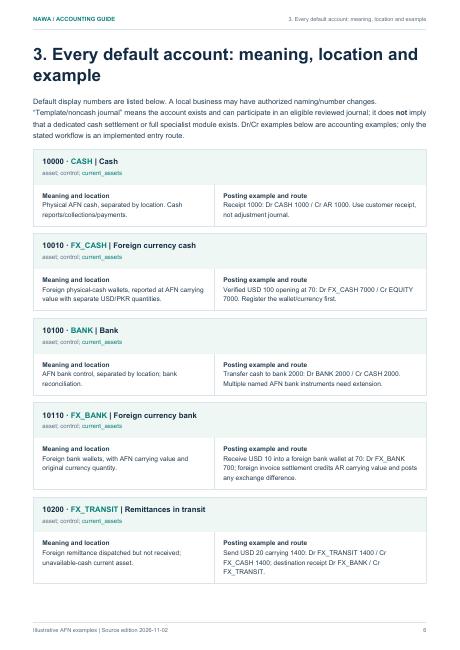 NAWA / ACCOUNTING GUIDE
3. Every default account: meaning, location and example
3. Every default account: meaning, location and
example
Default display numbers are listed below. A local business may have authorized naming/number changes.
"Template/noncash journal" means the account exists and can participate in an eligible reviewed journal; it does not imply
that a dedicated cash settlement or full specialist module exists. Dr/Cr examples below are accounting examples; only the
stated workflow is an implemented entry route.
10000 · CASH | Cash
asset; control; current_assets
Meaning and location
Physical AFN cash, separated by location. Cash
reports/collections/payments.
Posting example and route
Receipt 1000: Dr CASH 1000 / Cr AR 1000. Use customer receipt,
not adjustment journal.
10010 · FX_CASH | Foreign currency cash
asset; control; current_assets
Meaning and location
Foreign physical-cash wallets, reported at AFN carrying
value with separate USD/PKR quantities.
Posting example and route
Verified USD 100 opening at 70: Dr FX_CASH 7000 / Cr EQUITY
7000. Register the wallet/currency first.
10100 · BANK | Bank
asset; control; current_assets
Meaning and location
AFN bank control, separated by location; bank
reconciliation.
Posting example and route
Transfer cash to bank 2000: Dr BANK 2000 / Cr CASH 2000.
Multiple named AFN bank instruments need extension.
10110 · FX_BANK | Foreign currency bank
asset; control; current_assets
Meaning and location
Foreign bank wallets, with AFN carrying value and
original currency quantity.
Posting example and route
Receive USD 10 into a foreign bank wallet at 70: Dr FX_BANK
700; foreign invoice settlement credits AR carrying value and posts
any exchange difference.
10200 · FX_TRANSIT | Remittances in transit
asset; control; current_assets
Meaning and location
Foreign remittance dispatched but not received;
unavailable-cash current asset.
Posting example and route
Send USD 20 carrying 1400: Dr FX_TRANSIT 1400 / Cr
FX_CASH 1400; destination receipt Dr FX_BANK / Cr
FX_TRANSIT.
Illustrative AFN examples | Source edition 2026-11-02
6